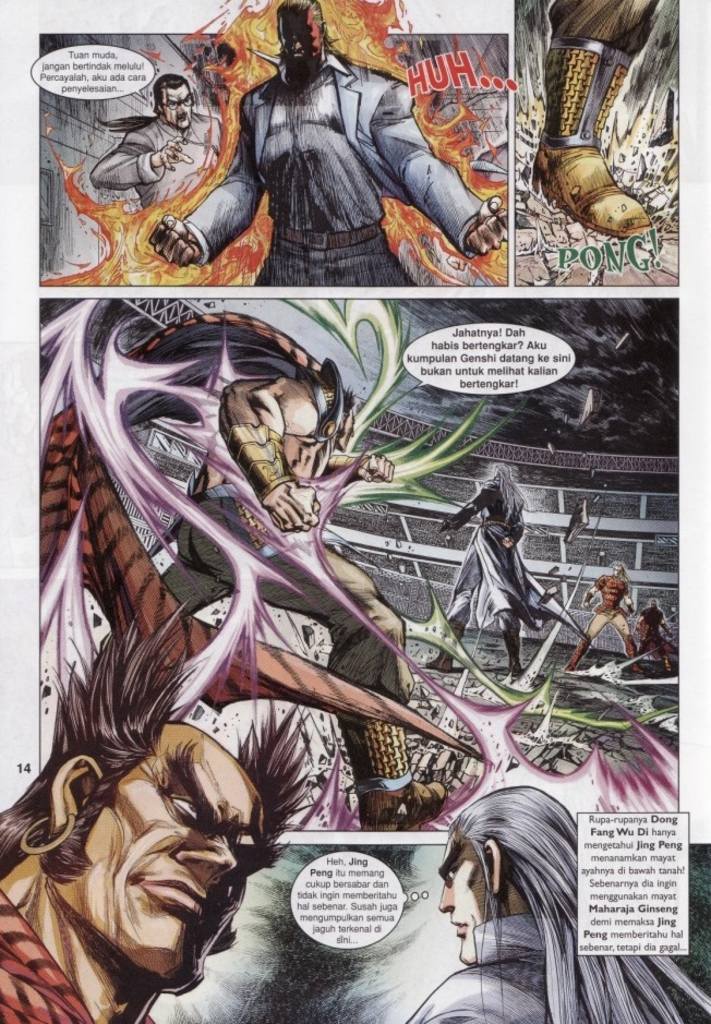 Tuan muda,
jangan bertindak melulu!
Percayalah, aku ada cara
penyelesaian...
HUH...
PONG!
Jahatnya! Dah
habis bertengkar? Aku
kumpulan Genshi datang ke sini
bukan untuk melihat kalian
bertengkar!
14
Heh, Jing
Peng itu memang
cukup bersabar dan
tidak ingin memberitahu
hal sebenar. Susah juga
mengumpulkan semua
jaguh terkenal di
sini...
Rupa-rupanya Dong
Fang Wu Di hanya
mengetahui Jing Peng
menanamkan mayat
ayahnya di bawah tanah!
Sebenarnya dia ingin
membunuh
Maharaja Ginseng
demi memaksa Jing
Peng memberitahu hal
sebenar, tetapi dia gagal...